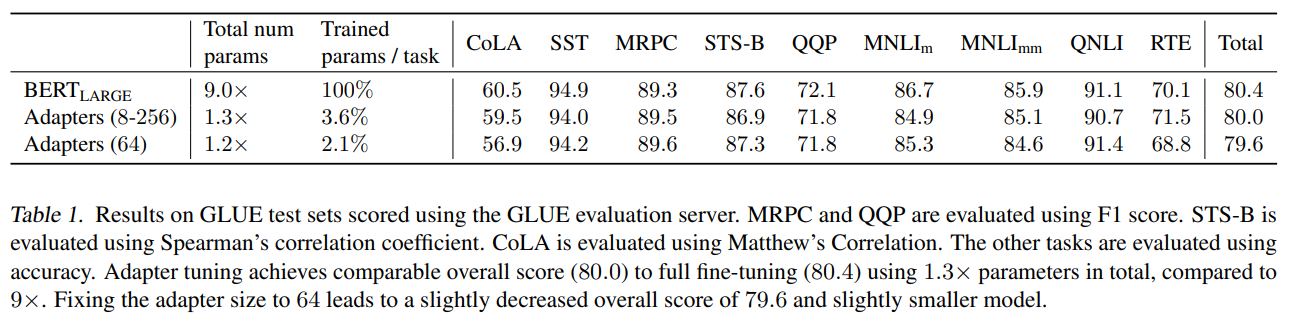 Total num Trained
params params / task CoLA SST MRPC STS-B QQP MNLIm MNLImm QNLI RTE Total
BERTLARGE 9.0× 100% 60.5 94.9 89.3 87.6 72.1 86.7 85.9 91.1 70.1 80.4
Adapters (8-256) 1.3× 3.6% 59.5 94.0 89.5 86.9 71.8 84.9 85.1 90.7 71.5 80.0
Adapters (64) 1.2× 2.1% 56.9 94.2 89.6 87.3 71.8 85.3 84.6 91.4 68.8 79.6
Table 1. Results on GLUE test sets scored using the GLUE evaluation server. MRPC and QQP are evaluated using F1 score. STS-B is
evaluated using Spearman's correlation coefficient. CoLA is evaluated using Matthew's Correlation. The other tasks are evaluated using
accuracy. Adapter tuning achieves comparable overall score (80.0) to full fine-tuning (80.4) using 1.3× parameters in total, compared to
9×. Fixing the adapter size to 64 leads to a slightly decreased overall score of 79.6 and slightly smaller model.